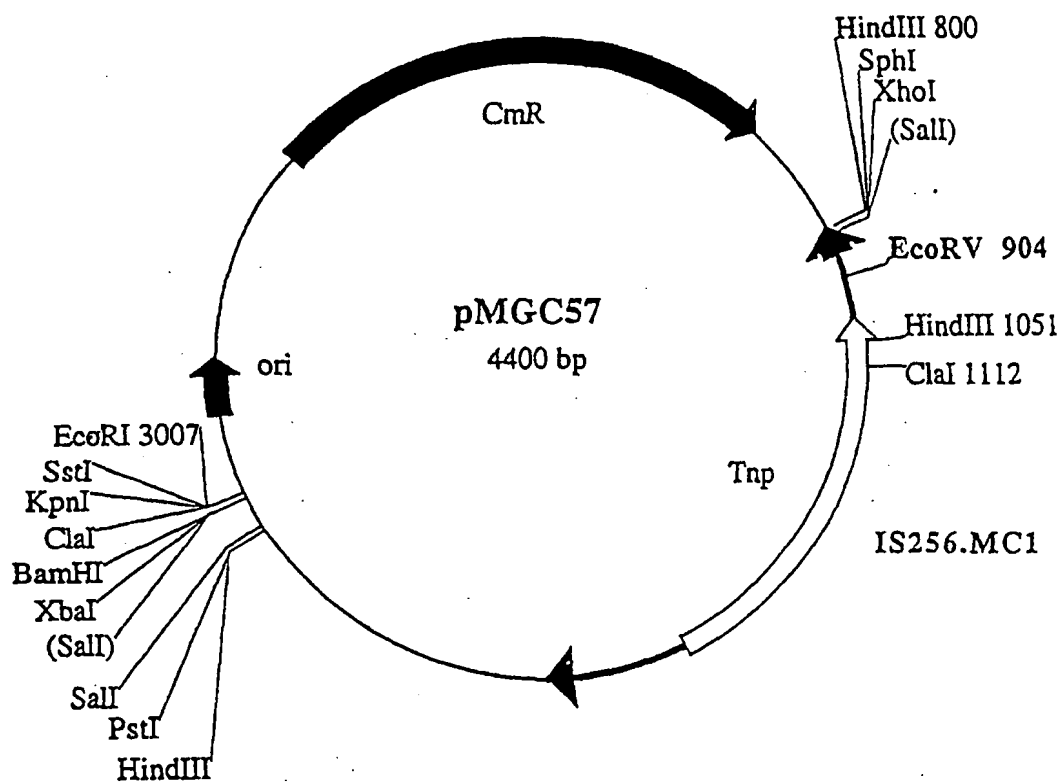 HindIII 800
SphI
XhoI
(SalI)
CmR
EcoRV 904
pMGC57
4400 bp
HindIII 1051
ClaI 1112
ori
EcoRI 3007
SstI
KpnI
ClaI
BamHI
XbaI
(SalI)
SalI
PstI
HindIII
Tnp
IS256.MC1